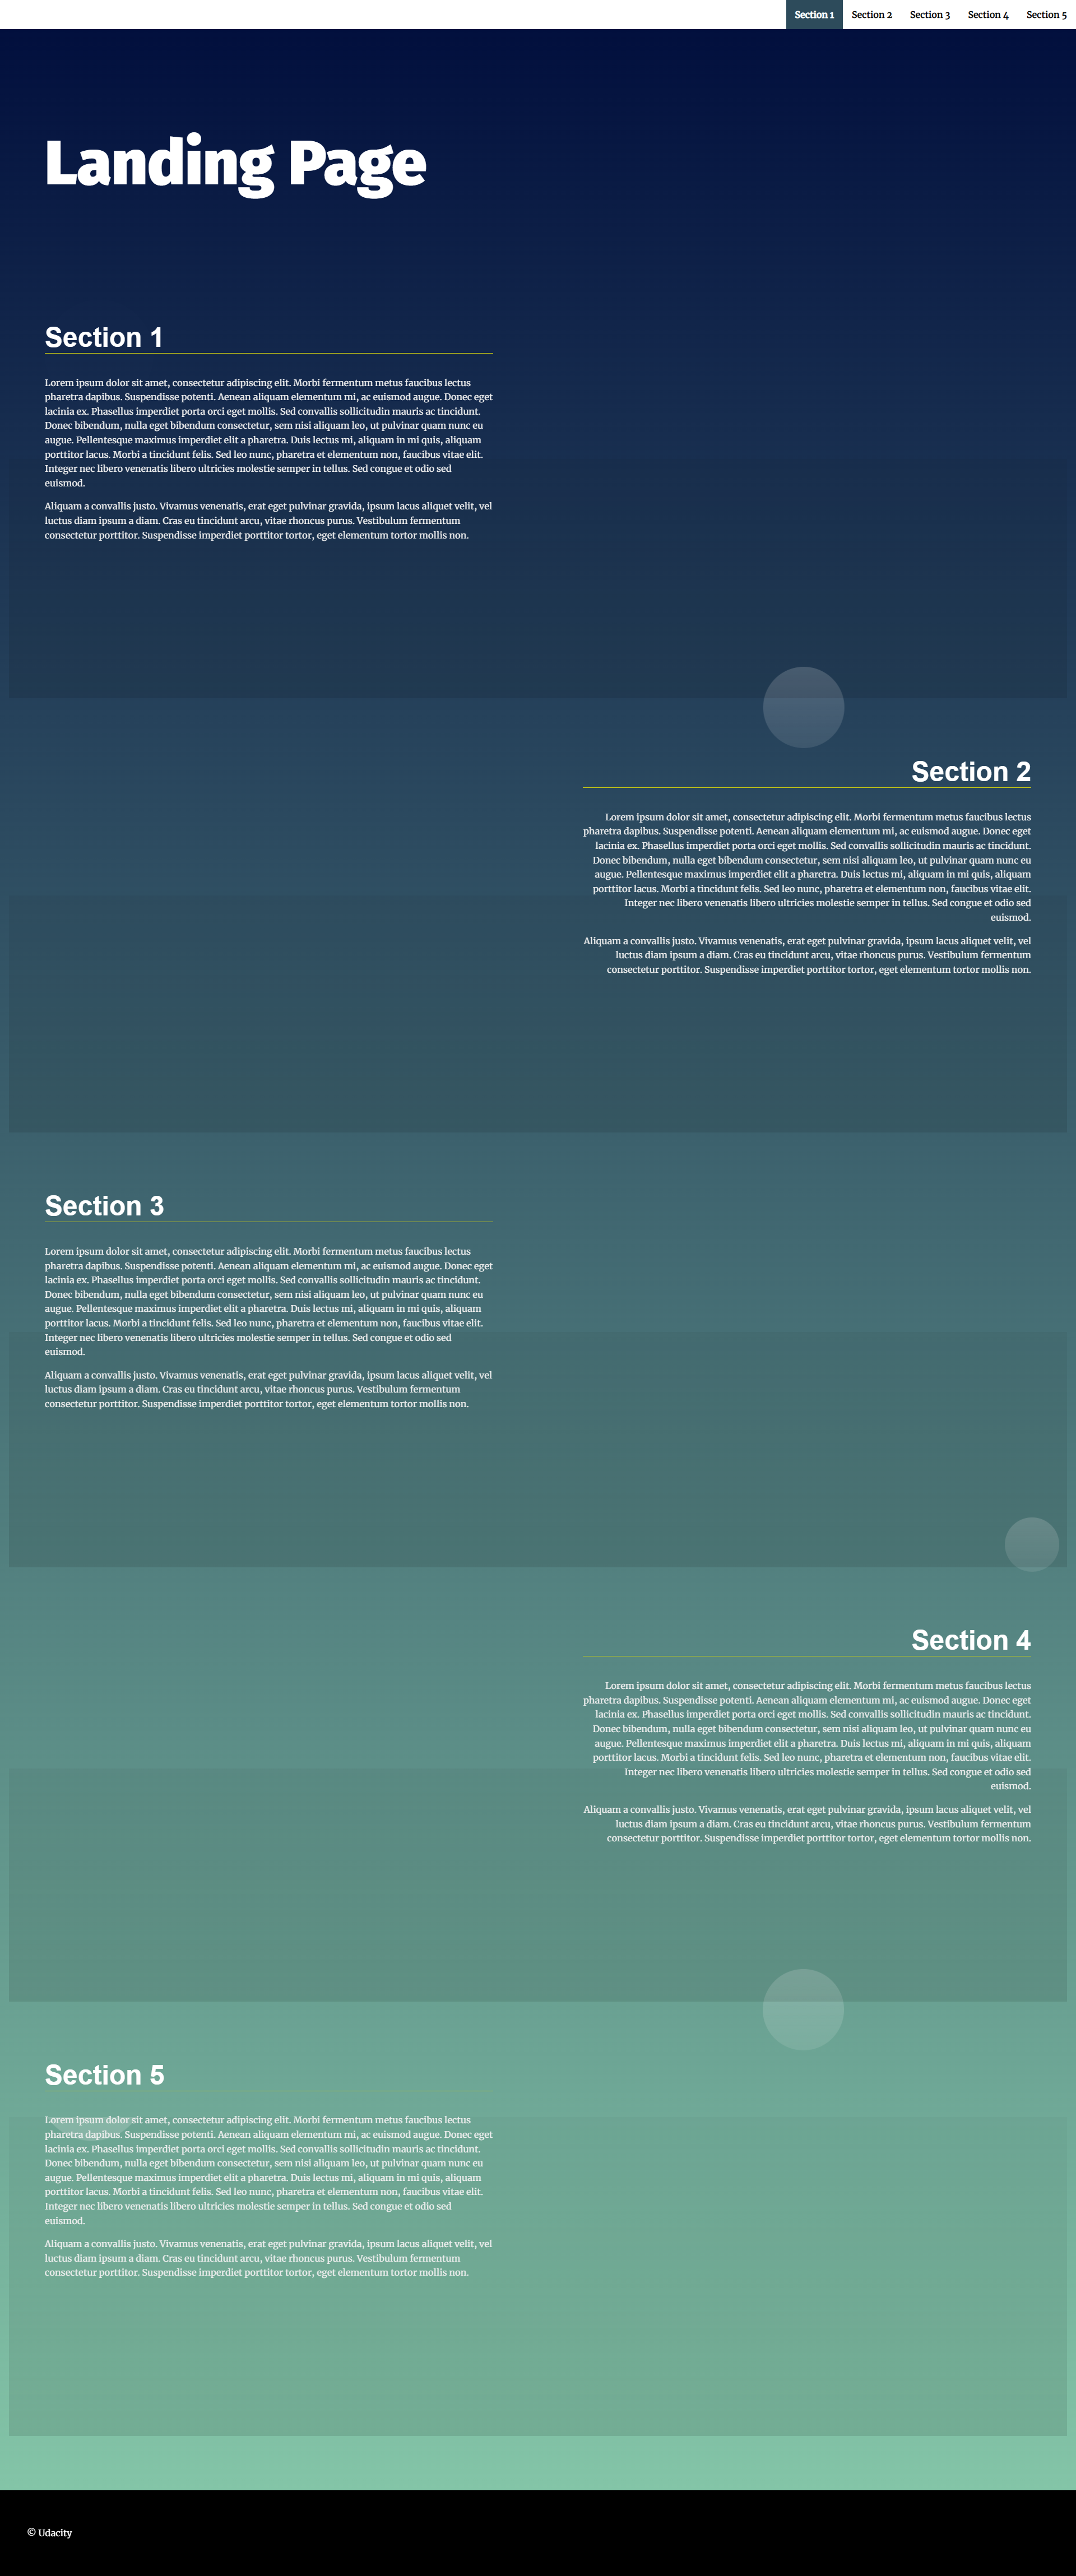 Section 1 Section 2 Section 3 Section 4 Section 5
Landing Page
Section 1
Lorem ipsum dolor sit amet, consectetur adipiscing elit. Morbi fermentum metus faucibus lectus
pharetra dapibus. Suspendisse potenti. Aenean aliquam elementum mi, ac euismod augue. Donec eget
lacinia ex. Phasellus imperdiet porta orci eget mollis. Sed convallis sollicitudin mauris ac tincidunt.
Donec bibendum, nulla eget bibendum consectetur, sem nisi aliquam leo, ut pulvinar quam nunc eu
augue. Pellentesque maximus imperdiet elit a pharetra. Duis lectus mi, aliquam in mi quis, aliquam
porttitor lacus. Morbi a tincidunt felis. Sed leo nunc, pharetra et elementum non, faucibus vitae elit.
Integer nec libero venenatis libero ultricies molestie semper in tellus. Sed congue et odio sed
euismod.
Aliquam a convallis justo. Vivamus venenatis, erat eget pulvinar gravida, ipsum lacus aliquet velit, vel
luctus diam ipsum a diam. Cras eu tincidunt arcu, vitae rhoncus purus. Vestibulum fermentum
consectetur porttitor. Suspendisse imperdiet porttitor tortor, eget elementum tortor mollis non.
Section 2
Lorem ipsum dolor sit amet, consectetur adipiscing elit. Morbi fermentum metus faucibus lectus
pharetra dapibus. Suspendisse potenti. Aenean aliquam elementum mi, ac euismod augue. Donec eget
lacinia ex. Phasellus imperdiet porta orci eget mollis. Sed convallis sollicitudin mauris ac tincidunt.
Donec bibendum, nulla eget bibendum consectetur, sem nisi aliquam leo, ut pulvinar quam nunc eu
augue. Pellentesque maximus imperdiet elit a pharetra. Duis lectus mi, aliquam in mi quis, aliquam
porttitor lacus. Morbi a tincidunt felis. Sed leo nunc, pharetra et elementum non, faucibus vitae elit.
Integer nec libero venenatis libero ultricies molestie semper in tellus. Sed congue et odio sed
euismod.
Aliquam a convallis justo. Vivamus venenatis, erat eget pulvinar gravida, ipsum lacus aliquet velit, vel
luctus diam ipsum a diam. Cras eu tincidunt arcu, vitae rhoncus purus. Vestibulum fermentum
consectetur porttitor. Suspendisse imperdiet porttitor tortor, eget elementum tortor mollis non.
Section 3
Lorem ipsum dolor sit amet, consectetur adipiscing elit. Morbi fermentum metus faucibus lectus
pharetra dapibus. Suspendisse potenti. Aenean aliquam elementum mi, ac euismod augue. Donec eget
lacinia ex. Phasellus imperdiet porta orci eget mollis. Sed convallis sollicitudin mauris ac tincidunt.
Donec bibendum, nulla eget bibendum consectetur, sem nisi aliquam leo, ut pulvinar quam nunc eu
augue. Pellentesque maximus imperdiet elit a pharetra. Duis lectus mi, aliquam in mi quis, aliquam
porttitor lacus. Morbi a tincidunt felis. Sed leo nunc, pharetra et elementum non, faucibus vitae elit.
Integer nec libero venenatis libero ultricies molestie semper in tellus. Sed congue et odio sed
euismod.
Aliquam a convallis justo. Vivamus venenatis, erat eget pulvinar gravida, ipsum lacus aliquet velit, vel
luctus diam ipsum a diam. Cras eu tincidunt arcu, vitae rhoncus purus. Vestibulum fermentum
consectetur porttitor. Suspendisse imperdiet porttitor tortor, eget elementum tortor mollis non.
Section 4
Lorem ipsum dolor sit amet, consectetur adipiscing elit. Morbi fermentum metus faucibus lectus
pharetra dapibus. Suspendisse potenti. Aenean aliquam elementum mi, ac euismod augue. Donec eget
lacinia ex. Phasellus imperdiet porta orci eget mollis. Sed convallis sollicitudin mauris ac tincidunt.
Donec bibendum, nulla eget bibendum consectetur, sem nisi aliquam leo, ut pulvinar quam nunc eu
augue. Pellentesque maximus imperdiet elit a pharetra. Duis lectus mi, aliquam in mi quis, aliquam
porttitor lacus. Morbi a tincidunt felis. Sed leo nunc, pharetra et elementum non, faucibus vitae elit.
Integer nec libero venenatis libero ultricies molestie semper in tellus. Sed congue et odio sed
euismod.
Aliquam a convallis justo. Vivamus venenatis, erat eget pulvinar gravida, ipsum lacus aliquet velit, vel
luctus diam ipsum a diam. Cras eu tincidunt arcu, vitae rhoncus purus. Vestibulum fermentum
consectetur porttitor. Suspendisse imperdiet porttitor tortor, eget elementum tortor mollis non.
Section 5
Lorem ipsum dolor sit amet, consectetur adipiscing elit. Morbi fermentum metus faucibus lectus
pharetra dapibus. Suspendisse potenti. Aenean aliquam elementum mi, ac euismod augue. Donec eget
lacinia ex. Phasellus imperdiet porta orci eget mollis. Sed convallis sollicitudin mauris ac tincidunt.
Donec bibendum, nulla eget bibendum consectetur, sem nisi aliquam leo, ut pulvinar quam nunc eu
augue. Pellentesque maximus imperdiet elit a pharetra. Duis lectus mi, aliquam in mi quis, aliquam
porttitor lacus. Morbi a tincidunt felis. Sed leo nunc, pharetra et elementum non, faucibus vitae elit.
Integer nec libero venenatis libero ultricies molestie semper in tellus. Sed congue et odio sed
euismod.
Aliquam a convallis justo. Vivamus venenatis, erat eget pulvinar gravida, ipsum lacus aliquet velit, vel
luctus diam ipsum a diam. Cras eu tincidunt arcu, vitae rhoncus purus. Vestibulum fermentum
consectetur porttitor. Suspendisse imperdiet porttitor tortor, eget elementum tortor mollis non.
© Udacity